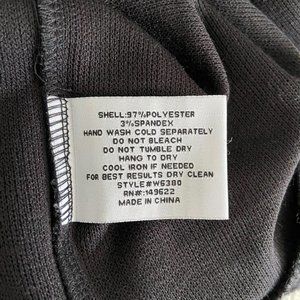 SHELL:97%POLYESTER
3%SPANDEX
HAND WASH COLD SEPARATELY
DO NOT BLEACH
DO NOT TUMBLE DRY
HANG TO DRY
COOL IRON IF NEEDED
FOR BEST RESULTS DRY CLEAN
STYLE#W6380
RN#:149622
MADE IN CHINA